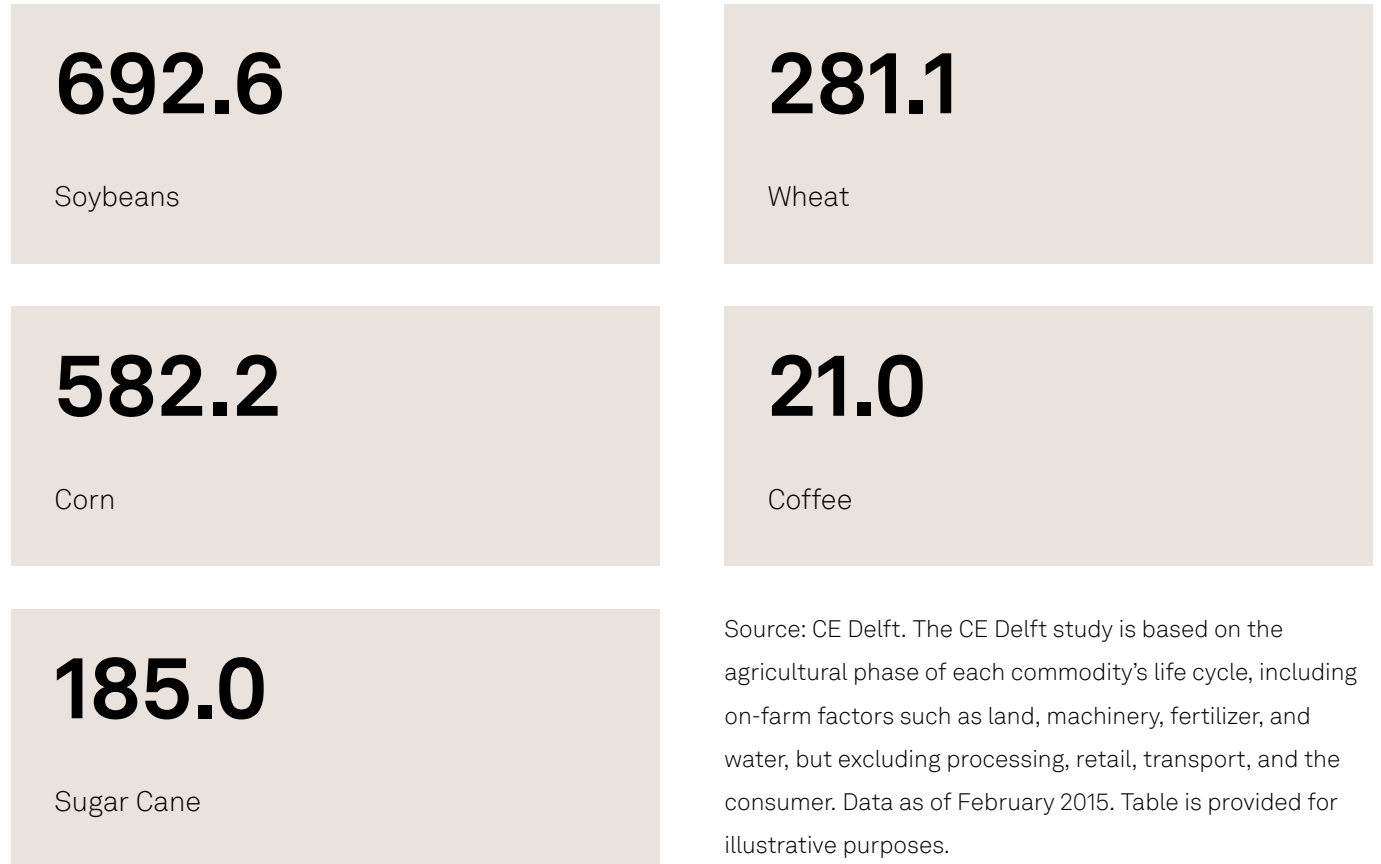 692.6
Soybeans
281.1
Wheat
582.2
Corn
21.0
Coffee
185.0
Sugar Cane
Source: CE Delft. The CE Delft study is based on the
agricultural phase of each commodity’s life cycle, including
on-farm factors such as land, machinery, fertilizer, and
water, but excluding processing, retail, transport, and the
consumer. Data as of February 2015. Table is provided for
illustrative purposes.